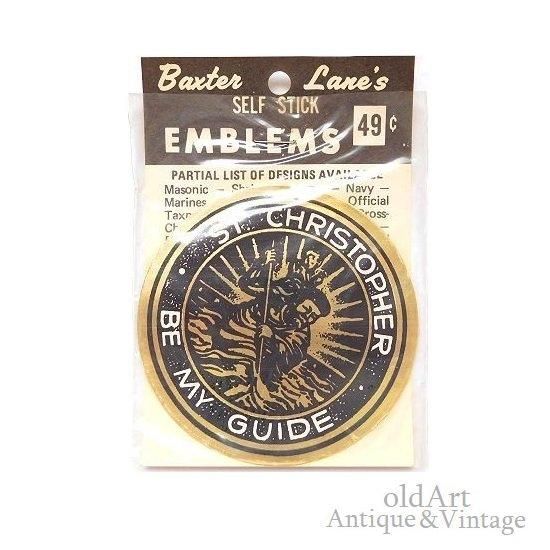 Baxter Lane's
SELF STICK
EMBLEMS 49¢
PARTIAL LIST OF DESIGNS AVAILABLE
Masonic — Navy —
Marines Official
ST. CHRISTOPHER
BE MY GUIDE
oldArt
Antique&Vintage